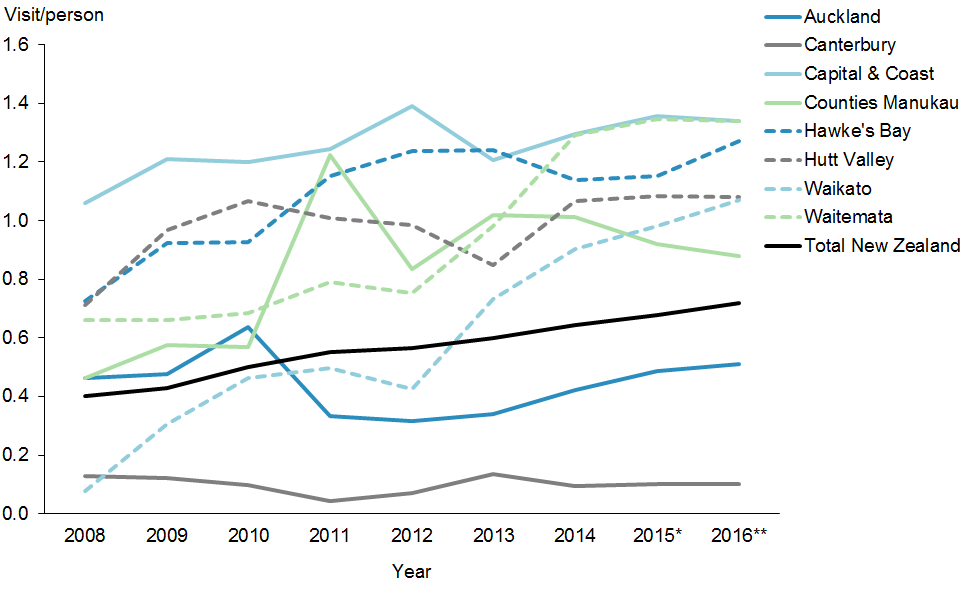 Visit/person
1.6
1.4
1.2
1.0
0.8
0.6
0.4
0.2
0.0
2008 2009 2010 2011 2012 2013 2014 2015* 2016**
Year
Auckland
Canterbury
Capital & Coast
Counties Manukau
Hawke's Bay
Hutt Valley
Waikato
Waitemata
Total New Zealand